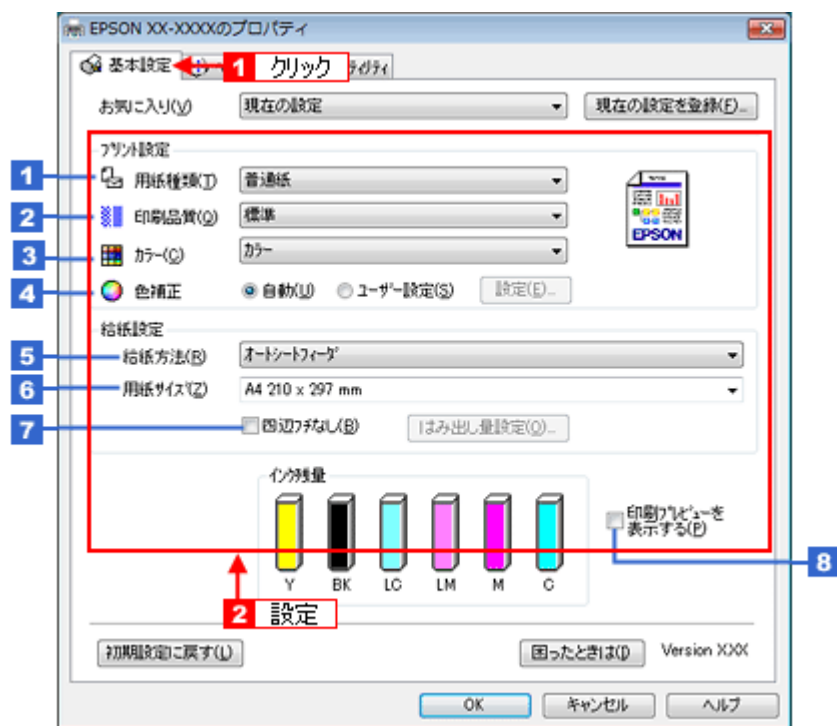 EPSON XX-XXXXのプロパティ
基本設定
1 クリック
ティリティ
お気に入り(V)
現在の設定
現在の設定を登録(F)...
プリント設定
1 用紙種類(T)
普通紙
2 印刷品質(Q)
標準
3 カラー(C)
カラー
4 色補正
自動(U)
ユーザー設定(S)
設定(E)...
EPSON
給紙設定
5 給紙方法(R)
オートシートフィーダ
6 用紙サイズ(Z)
A4 210 x 297 mm
7 四辺フチなし(B)
はみ出し量設定(O)...
インク残量
Y BK LC LM M C
印刷プレビューを
表示する(P)
8
2 設定
初期設定に戻す(L)
困ったときは(I)
Version XXX
OK
キャンセル
ヘルプ